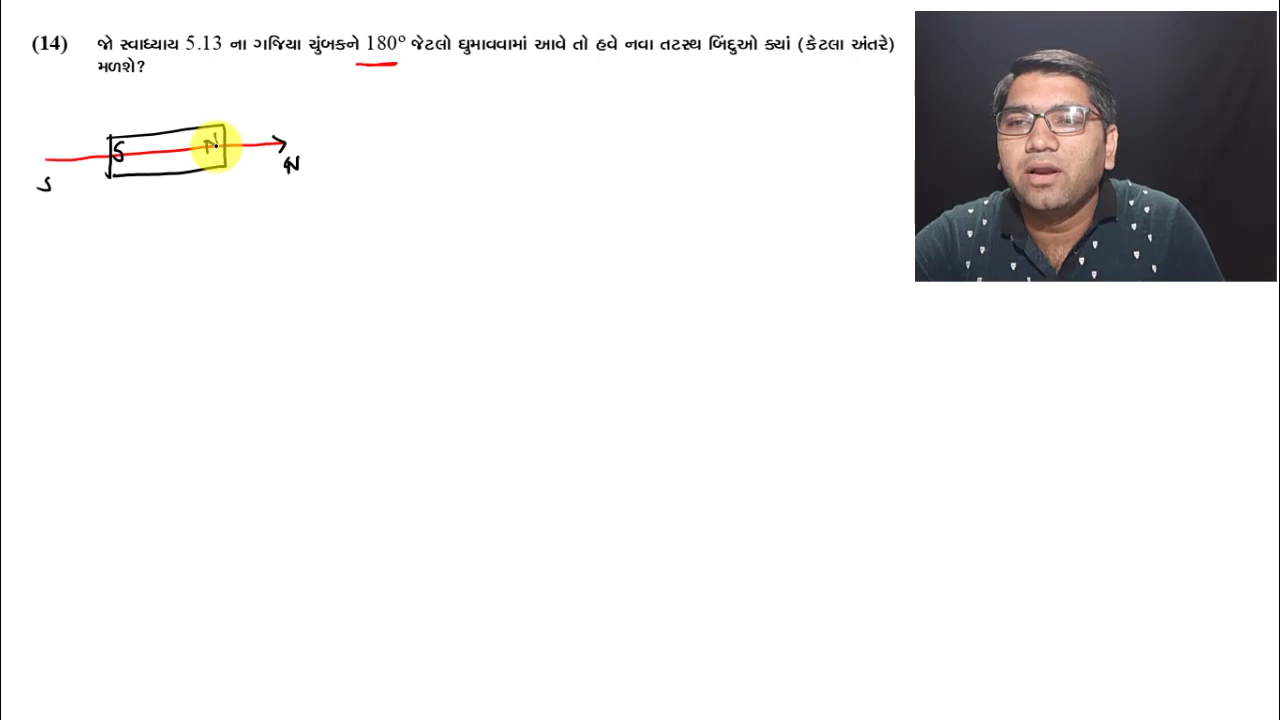 (14) જો સ્વાધ્યાય 5.13 ના ગજિયા ચુંબકને 180° જેટલો ઘુમાવવામાં આવે તો હવે નવા તટસ્થ બિંદુઓ ક્યાં (કેટલા અંતરે)
મળશે?
S N
S N